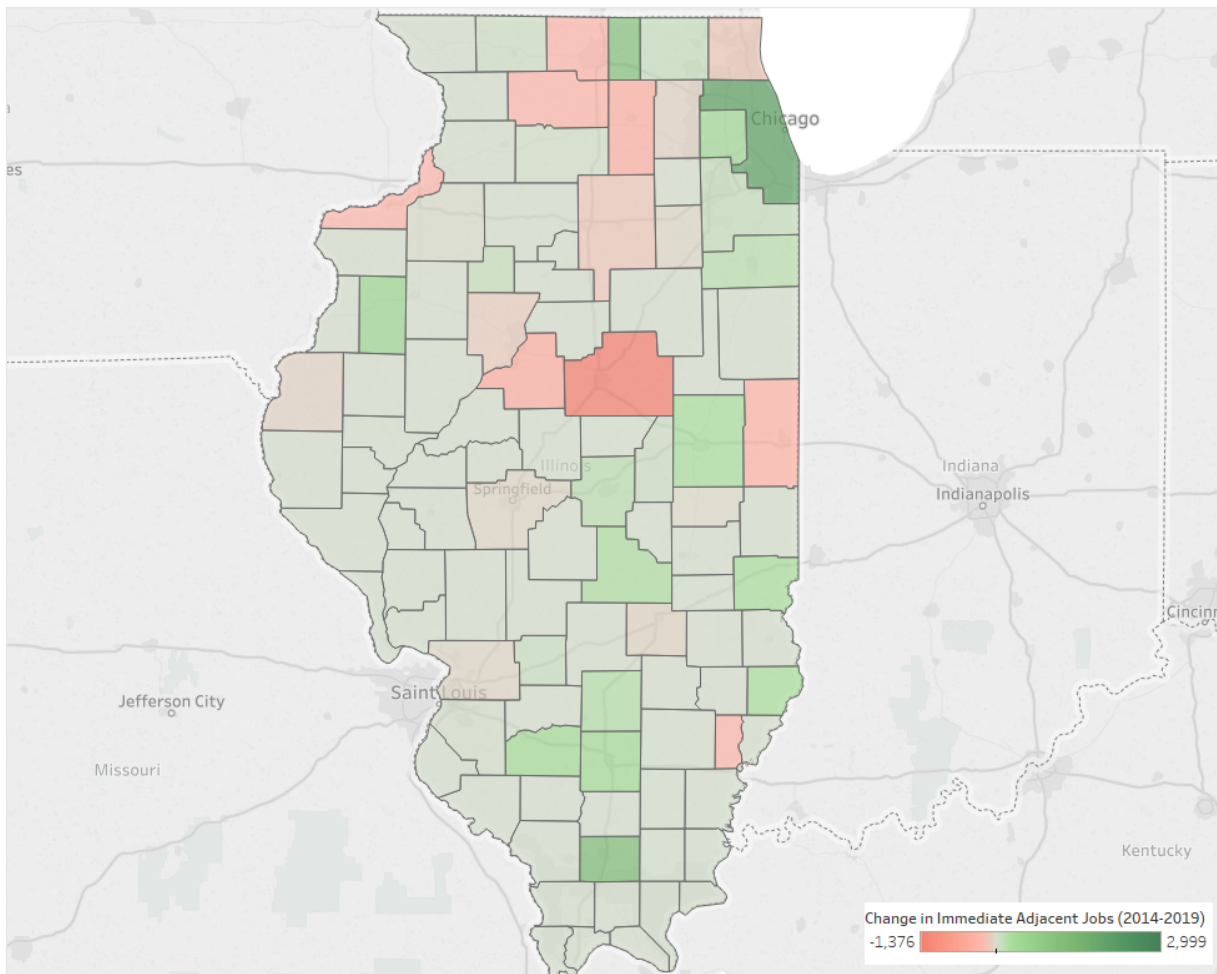 Chicago
es
Illinois
Springfield
Indiana
Indianapolis
Cincinn
Jefferson City
Saint Louis
Missouri
Kentucky
Change in Immediate Adjacent Jobs (2014-2019)
-1,376 2,999